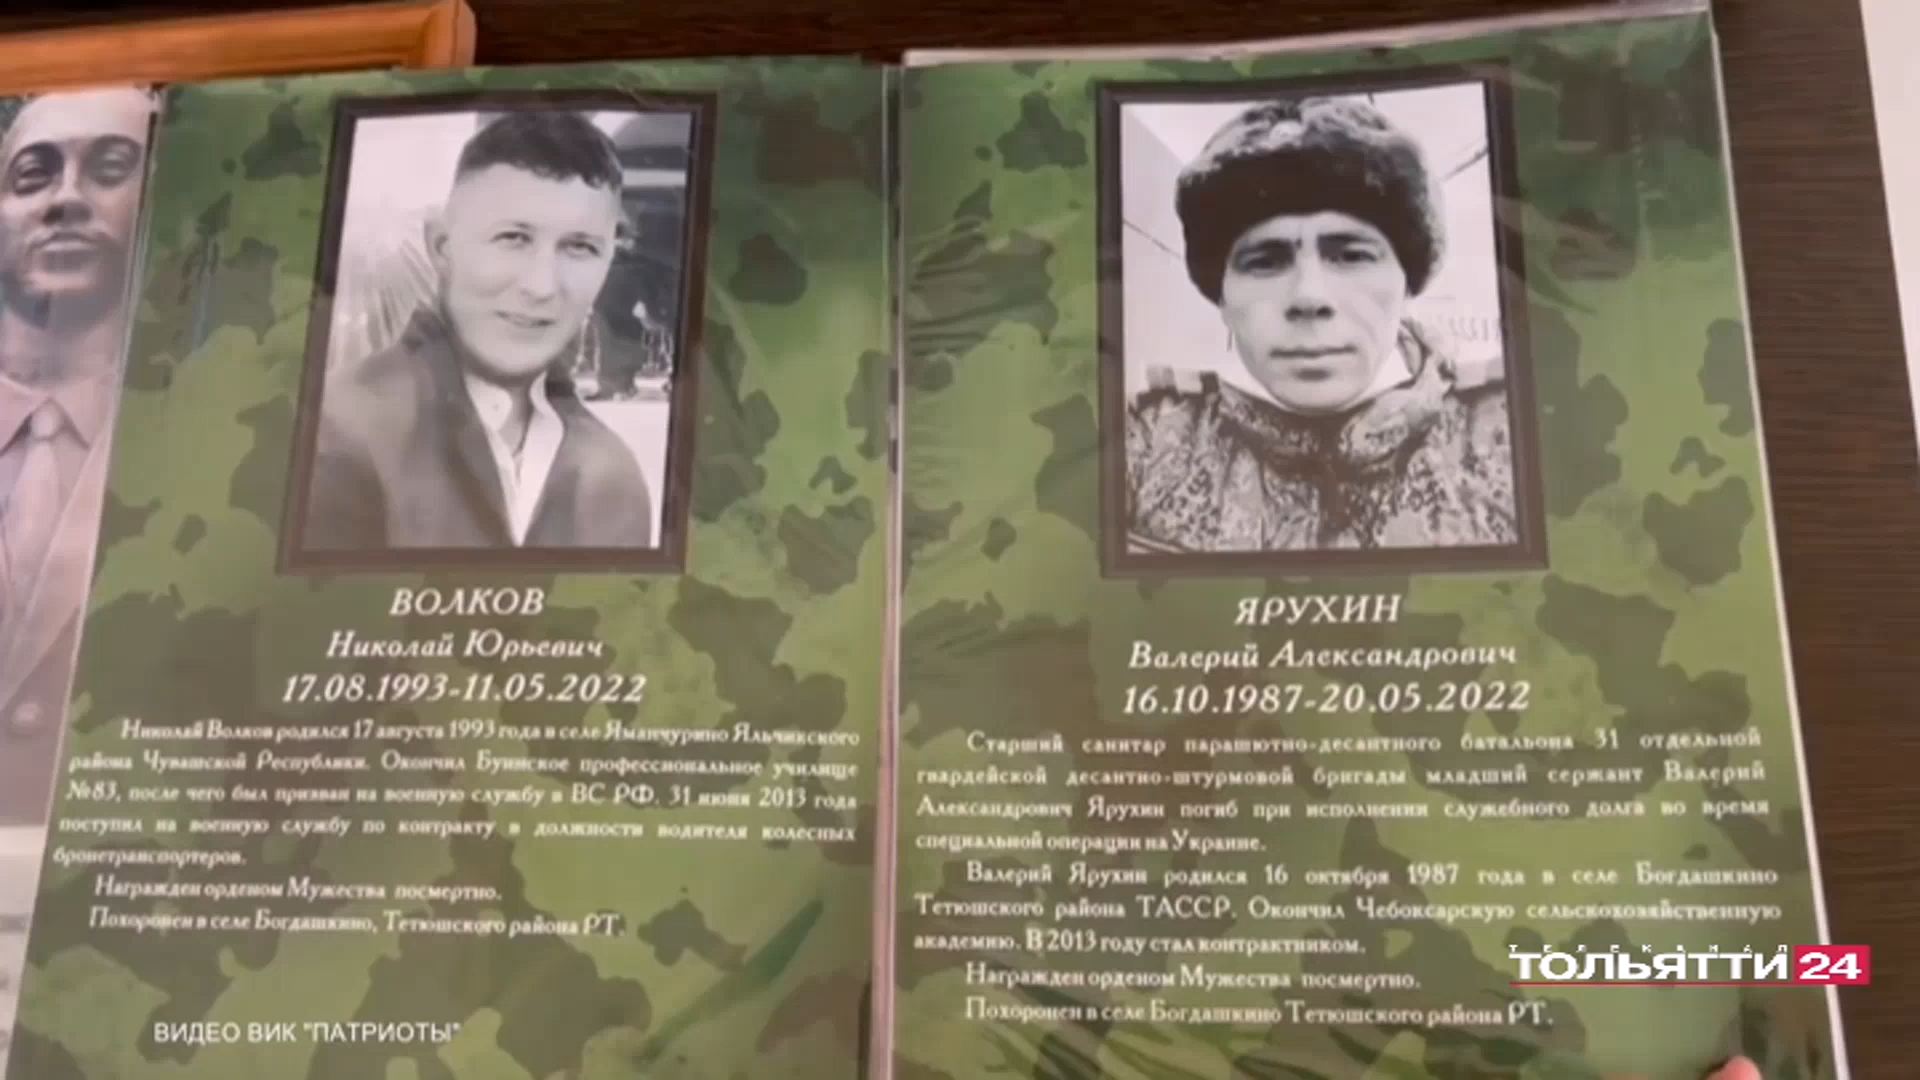 ВОЛКОВ
Николай Юрьевич
17.08.1993-11.05.2022
Николай Волков родился 17 августа 1993 года в селе Яманчурино Яльчикского
района Чувашской Республики. Окончил Буинское профессиональное училище
№83, после чего был призван на военную службу в ВС РФ. 31 июня 2013 года
поступил на военную службу по контракту в должности водителя колесных
бронетранспортеров.
Награжден орденом Мужества посмертно.
Похоронен в селе Богдашкино, Тетюшского района РТ.
ЯРУХИН
Валерий Александрович
16.10.1987-20.05.2022
Старший санитар парашютно-десантного батальона 31 отдельной
гвардейской десантно-штурмовой бригады младший сержант Валерий
Александрович Ярухин погиб при исполнении служебного долга во время
специальной операции на Украине.
Валерий Ярухин родился 16 октября 1987 года в селе Богдашкино
Тетюшского района ТАССР. Окончил Чебоксарскую сельскохозяйственную
академию. В 2013 году стал контрактником.
Награжден орденом Мужества посмертно.
Похоронен в селе Богдашкино Тетюшского района РТ.
ВИДЕО ВИК "ПАТРИОТЫ"
ТЕЛЕКАНАЛ
ТОЛЬЯТТИ 24